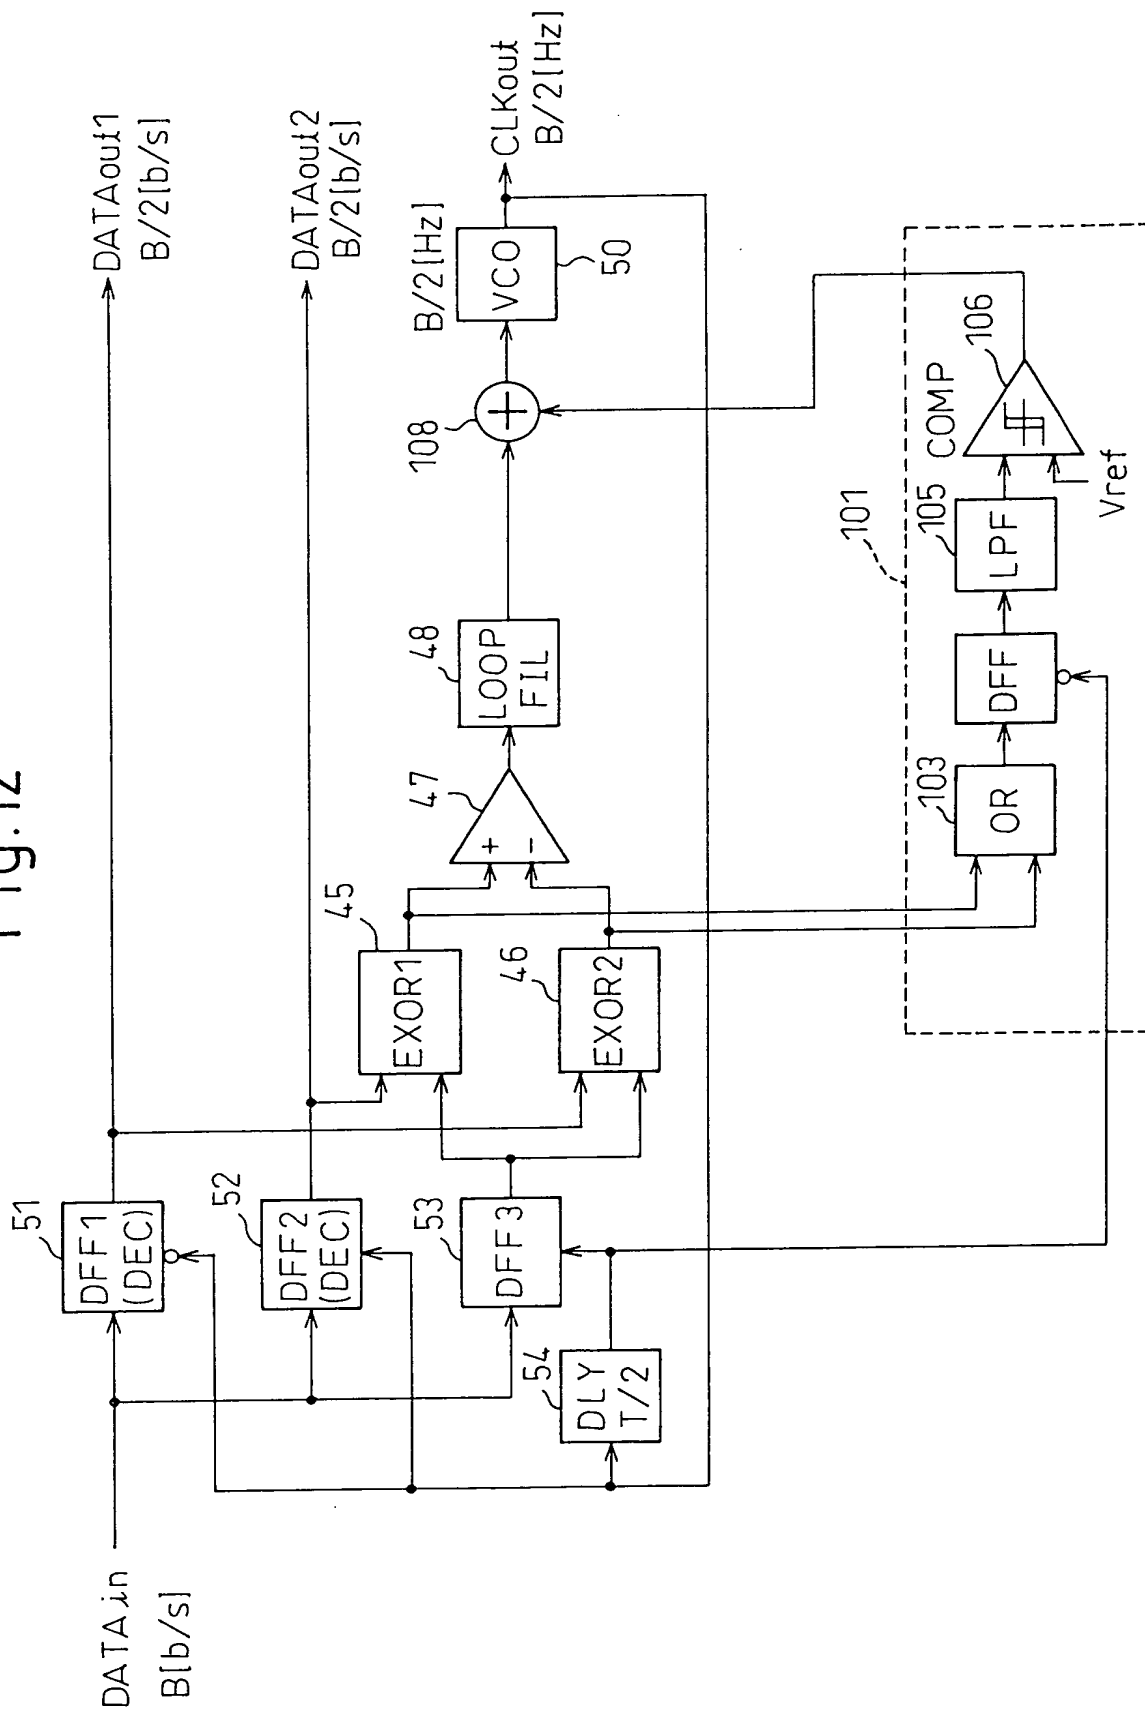 Fig.12
DATAin
B[b/s]
51
DFF1
(DEC)
DATAout1
B/2[b/s]
52
DFF2
(DEC)
DATAout2
B/2[b/s]
53
DFF3
54
DLY
T/2
45
EXOR1
46
EXOR2
47
+
−
48
LOOP
FIL
108
+
B/2[Hz]
VCO
50
CLKout
B/2[Hz]
101
103
OR
DFF
105
LPF
COMP
106
Vref